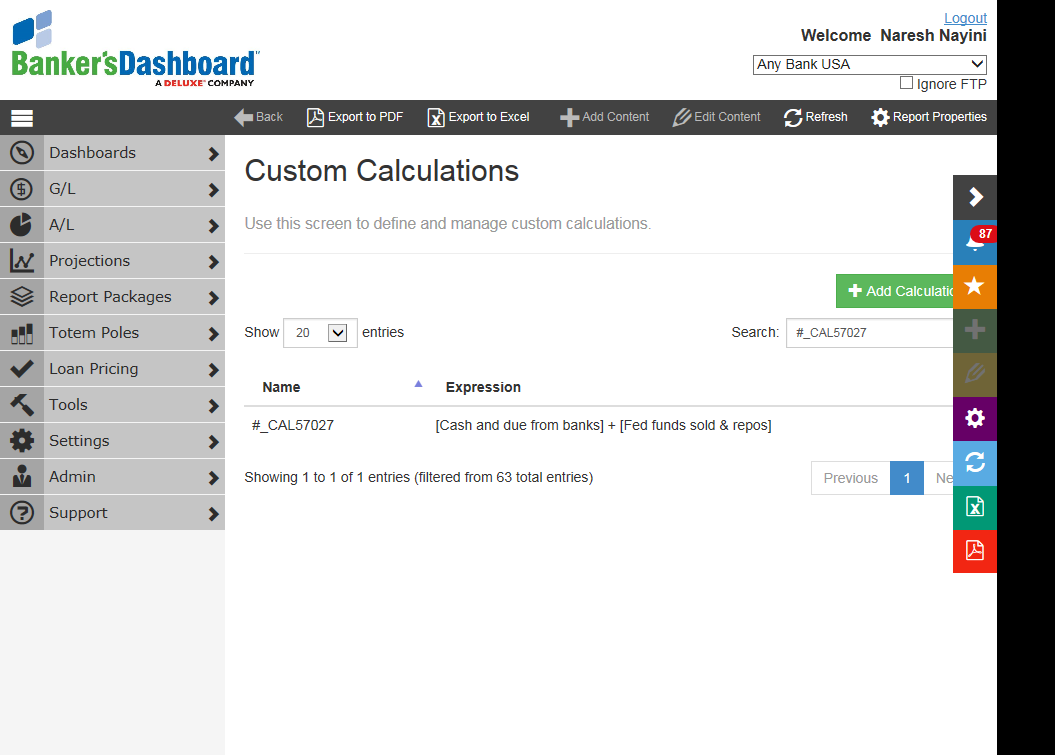 Logout
Welcome Naresh Nayini
Banker'sDashboard
A DELUXE COMPANY
Any Bank USA
Ignore FTP
Back Export to PDF Export to Excel Add Content Edit Content Refresh Report Properties
Dashboards
G/L
A/L
Projections
Report Packages
Totem Poles
Loan Pricing
Tools
Settings
Admin
Support
Custom Calculations
Use this screen to define and manage custom calculations.
87
Add Calculatio
Show 20 entries Search: #_CAL57027
Name Expression
#_CAL57027 [Cash and due from banks] + [Fed funds sold & repos]
Showing 1 to 1 of 1 entries (filtered from 63 total entries) Previous 1 Ne